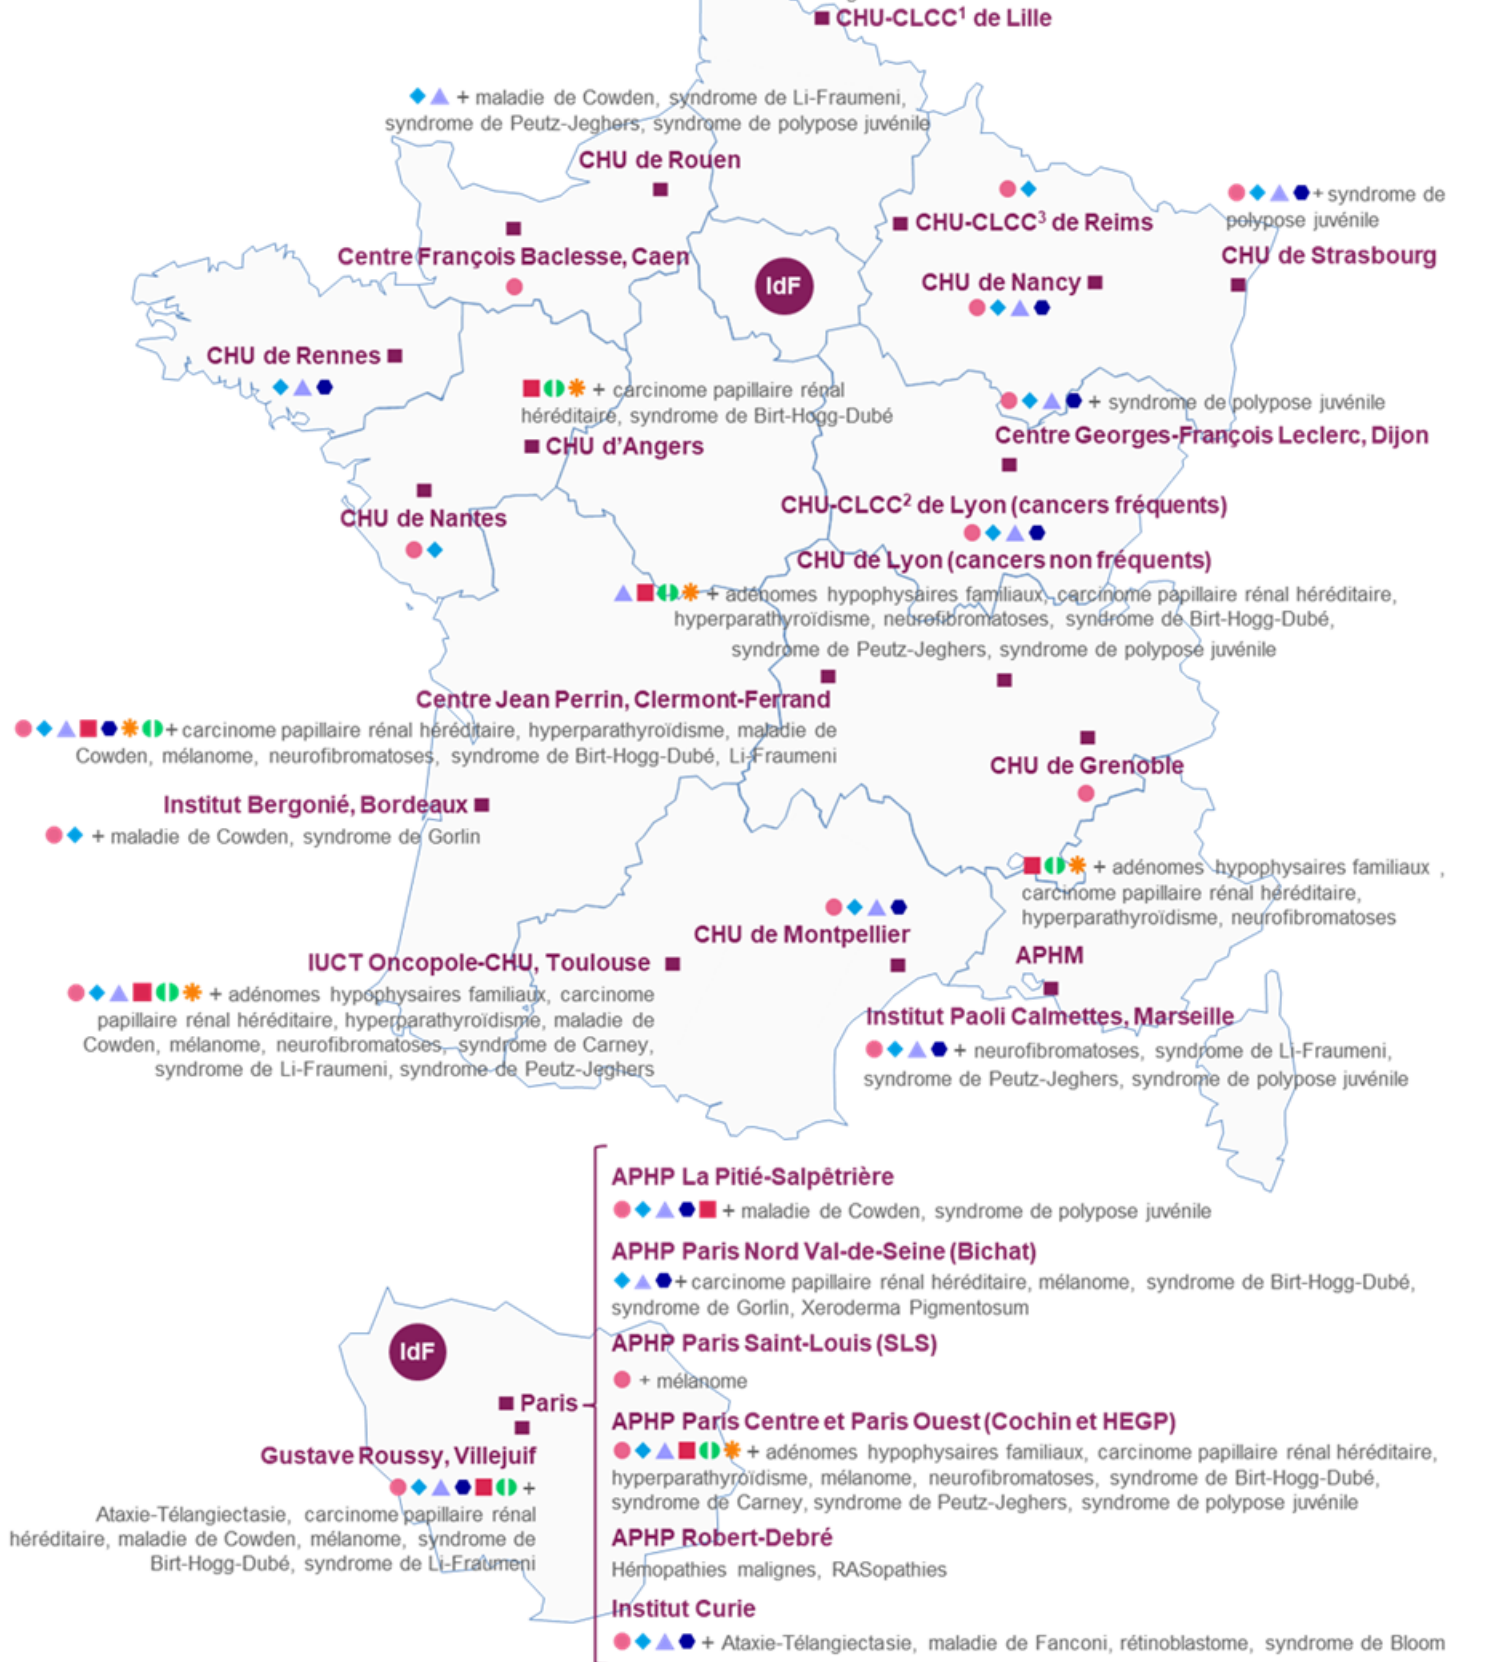 CHU-CLCC¹ de Lille
+ maladie de Cowden, syndrome de Li-Fraumeni,
syndrome de Peutz-Jeghers, syndrome de polypose juvénile
CHU de Rouen
+ syndrome de
polypose juvénile
CHU-CLCC³ de Reims
CHU de Strasbourg
Centre François Baclesse, Caen
IdF
CHU de Nancy
CHU de Rennes
+ carcinome papillaire rénal
héréditaire, syndrome de Birt-Hogg-Dubé
CHU d'Angers
+ syndrome de polypose juvénile
Centre Georges-François Leclerc, Dijon
CHU de Nantes
CHU-CLCC² de Lyon (cancers fréquents)
CHU de Lyon (cancers non fréquents)
+ adénomes hypophysaires familiaux, carcinome papillaire rénal héréditaire,
hyperparathyroïdisme, neurofibromatoses, syndrome de Birt-Hogg-Dubé,
syndrome de Peutz-Jeghers, syndrome de polypose juvénile
Centre Jean Perrin, Clermont-Ferrand
+ carcinome papillaire rénal héréditaire, hyperparathyroïdisme, maladie de
Cowden, mélanome, neurofibromatoses, syndrome de Birt-Hogg-Dubé, Li-Fraumeni
CHU de Grenoble
Institut Bergonié, Bordeaux
+ maladie de Cowden, syndrome de Gorlin
+ adénomes hypophysaires familiaux ,
carcinome papillaire rénal héréditaire,
hyperparathyroïdisme, neurofibromatoses
APHM
CHU de Montpellier
IUCT Oncopole-CHU, Toulouse
+ adénomes hypophysaires familiaux, carcinome
papillaire rénal héréditaire, hyperparathyroïdisme, maladie de
Cowden, mélanome, neurofibromatoses, syndrome de Carney,
syndrome de Li-Fraumeni, syndrome de Peutz-Jeghers
Institut Paoli Calmettes, Marseille
+ neurofibromatoses, syndrome de Li-Fraumeni,
syndrome de Peutz-Jeghers, syndrome de polypose juvénile
IdF
Paris
Gustave Roussy, Villejuif
+
Ataxie-Télangiectasie, carcinome papillaire rénal
héréditaire, maladie de Cowden, mélanome, syndrome de
Birt-Hogg-Dubé, syndrome de Li-Fraumeni
APHP La Pitié-Salpêtrière
+ maladie de Cowden, syndrome de polypose juvénile
APHP Paris Nord Val-de-Seine (Bichat)
+ carcinome papillaire rénal héréditaire, mélanome, syndrome de Birt-Hogg-Dubé,
syndrome de Gorlin, Xeroderma Pigmentosum
APHP Paris Saint-Louis (SLS)
+ mélanome
APHP Paris Centre et Paris Ouest (Cochin et HEGP)
+ adénomes hypophysaires familiaux, carcinome papillaire rénal héréditaire,
hyperparathyroïdisme, mélanome, neurofibromatoses, syndrome de Birt-Hogg-Dubé,
syndrome de Carney, syndrome de Peutz-Jeghers, syndrome de polypose juvénile
APHP Robert-Debré
Hémopathies malignes, RASopathies
Institut Curie
+ Ataxie-Télangiectasie, maladie de Fanconi, rétinoblastome, syndrome de Bloom